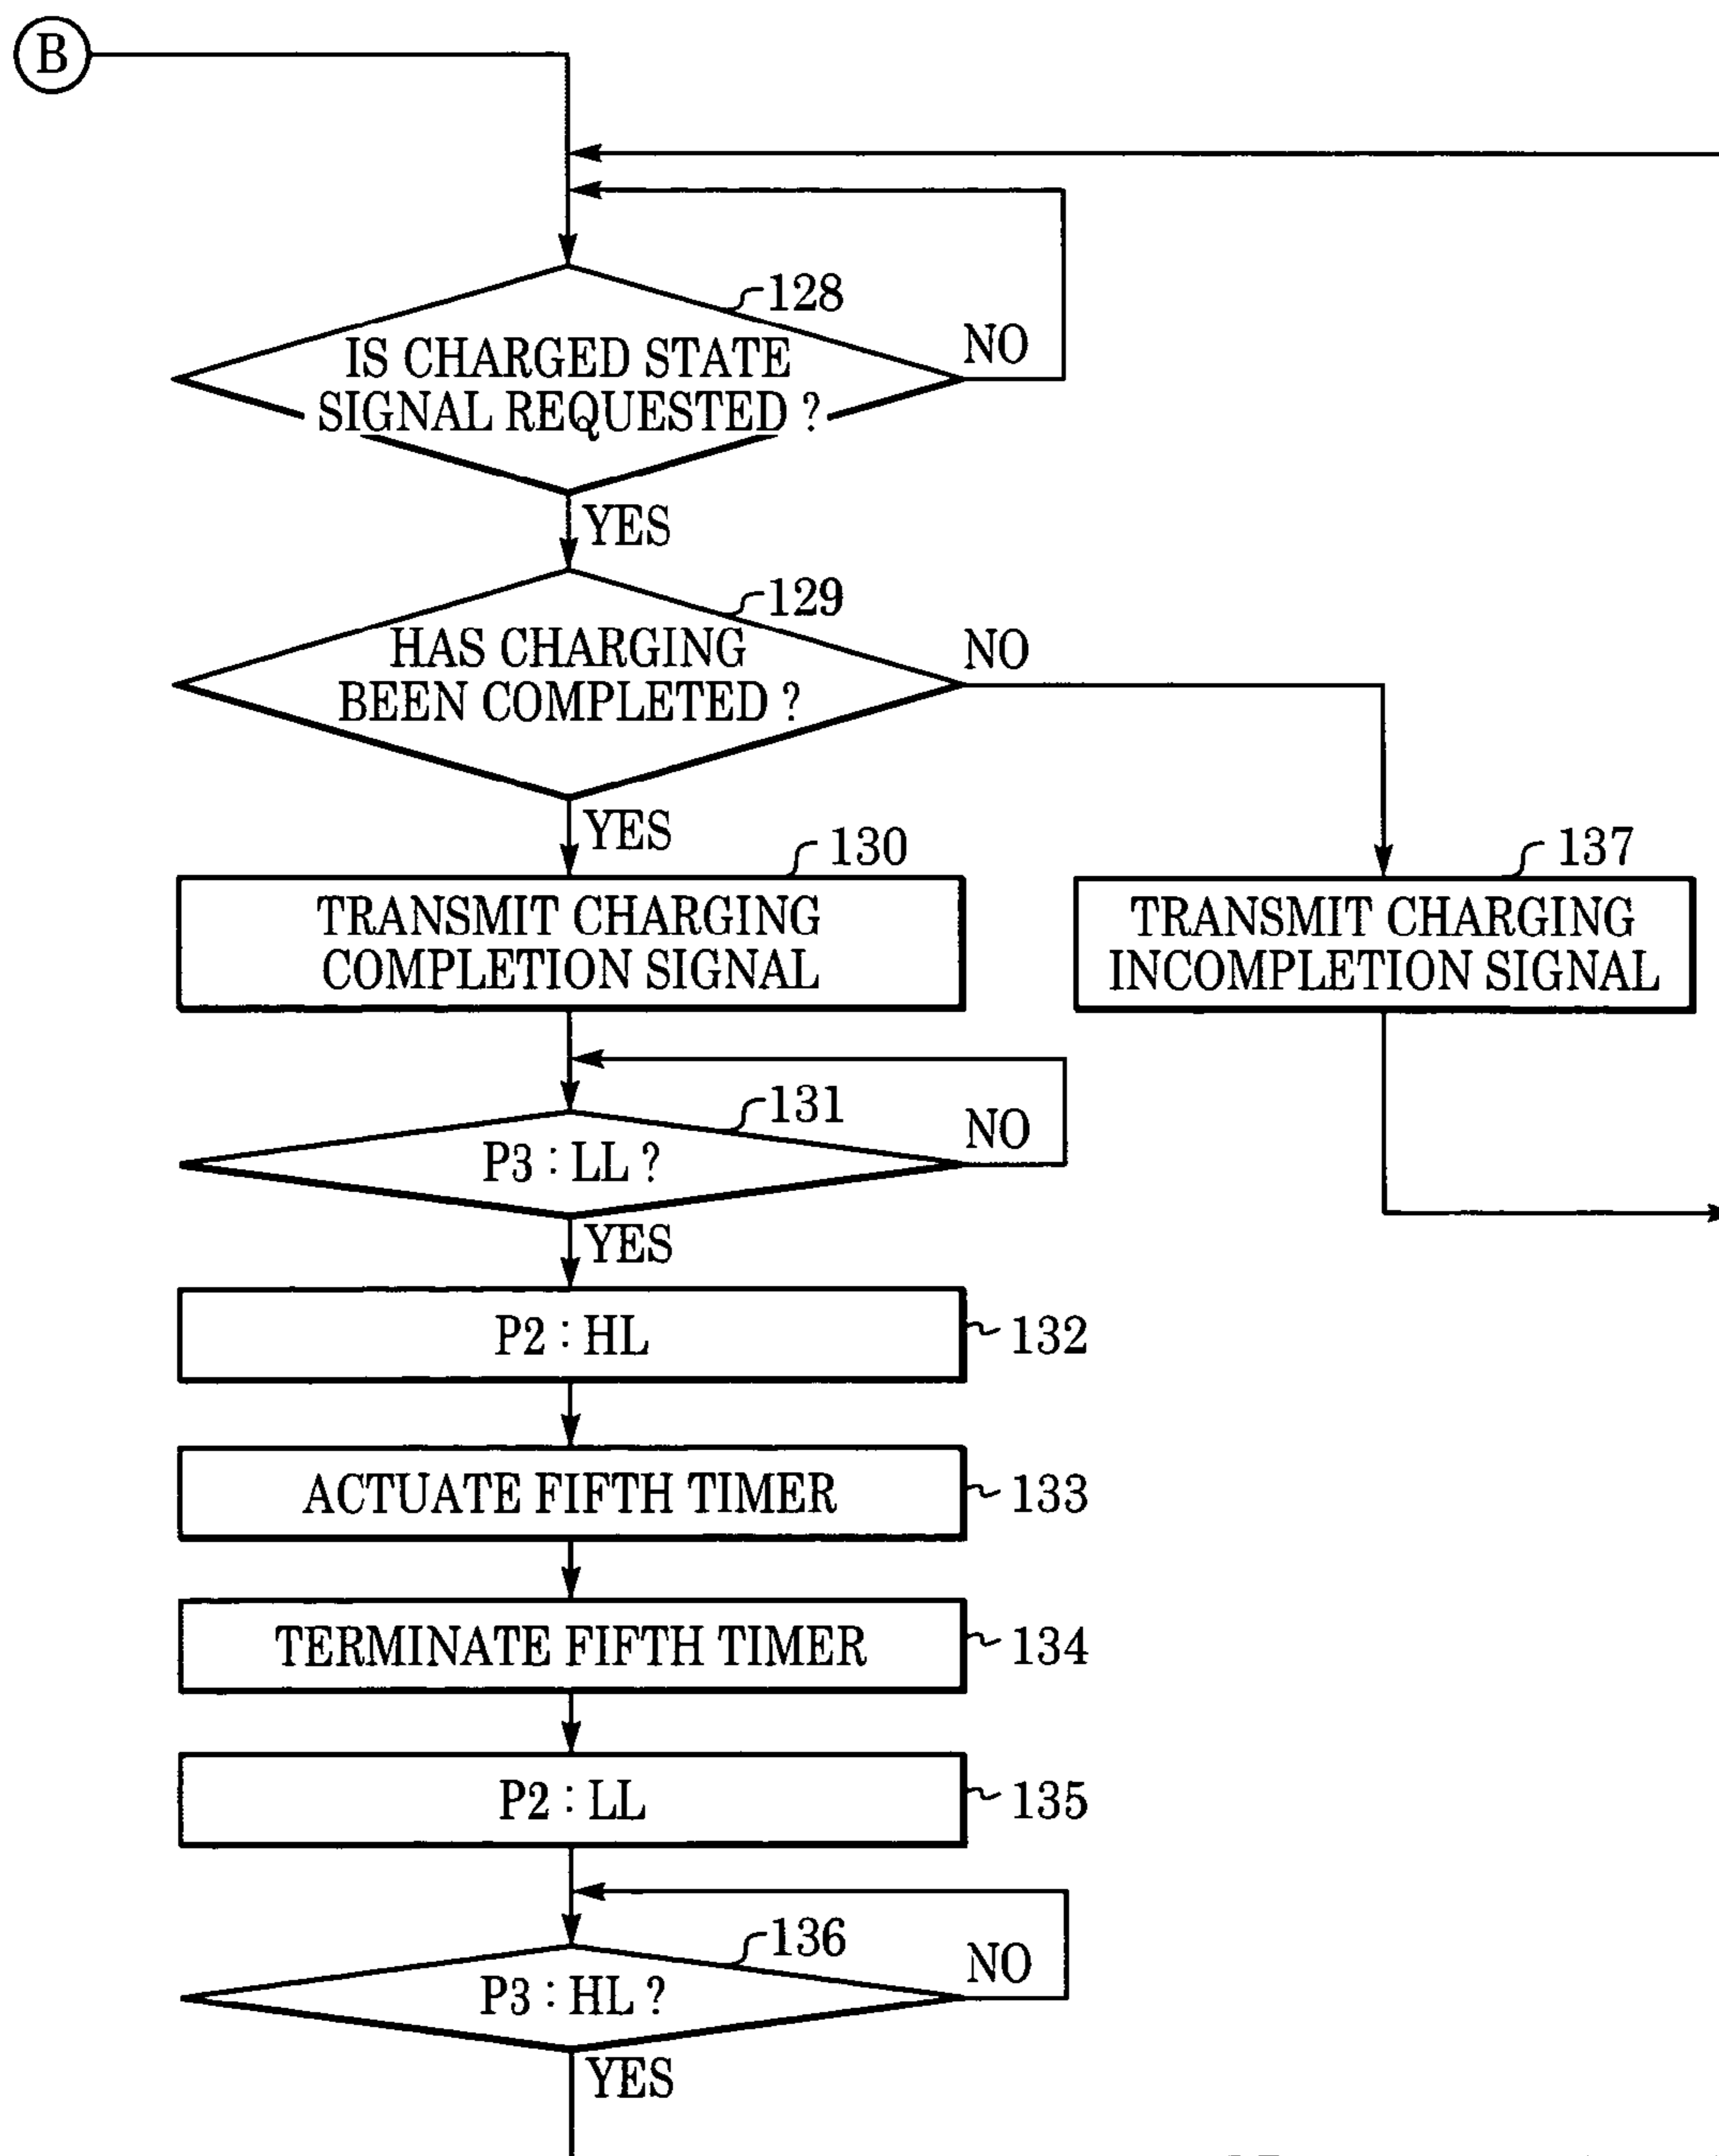 B
128
IS CHARGED STATE
SIGNAL REQUESTED ?
NO
YES
129
HAS CHARGING
BEEN COMPLETED ?
NO
YES
130
TRANSMIT CHARGING
COMPLETION SIGNAL
137
TRANSMIT CHARGING
INCOMPLETION SIGNAL
131
P3 : LL ?
NO
YES
P2 : HL
132
ACTUATE FIFTH TIMER
133
TERMINATE FIFTH TIMER
134
P2 : LL
135
136
P3 : HL ?
NO
YES